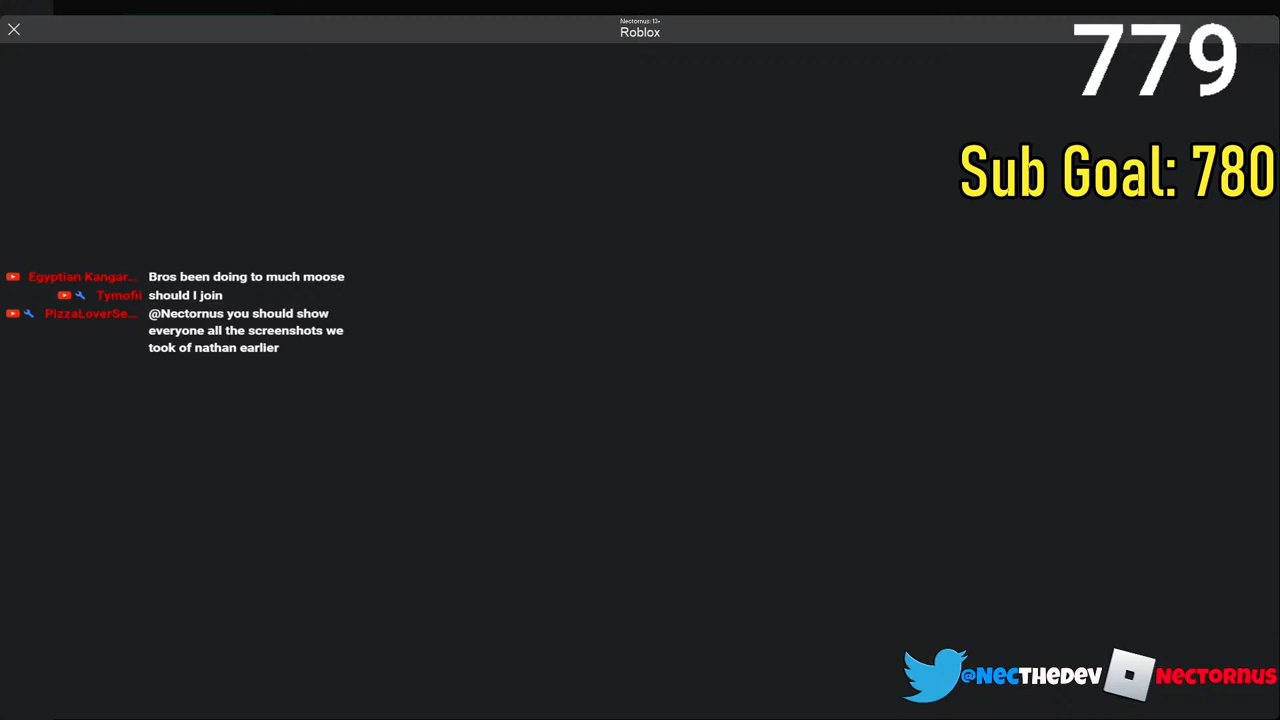 Nectornus: 13+
Roblox
779
Sub Goal: 780
Egyptian Kangar... Bros been doing to much moose
Tymofii should I join
PizzaLoverSe... @Nectornus you should show
everyone all the screenshots we
took of nathan earlier
@NECTHEDEV NECTORNUS